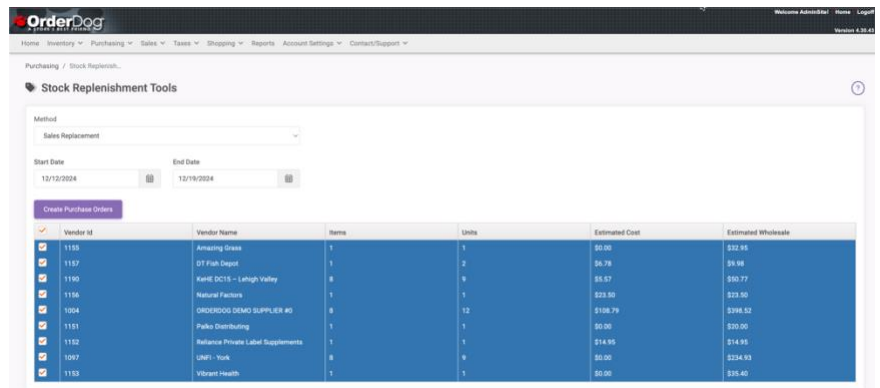 Welcome AdminSite! Home Logoff
OrderDog
A STORE'S BEST FRIEND
Version 4.30.43
Home Inventory Purchasing Sales Taxes Shopping Reports Account Settings Contact/Support
Purchasing / Stock Replenish...
Stock Replenishment Tools
?
Method
Sales Replacement
Start Date End Date
12/12/2024 12/19/2024
Create Purchase Orders
Vendor Id Vendor Name Items Units Estimated Cost Estimated Wholesale
1155 Amazing Grass 1 1 $0.00 $32.95
1157 DT Fish Depot 1 2 $6.78 $9.98
1190 KeHE DC15 – Lehigh Valley 8 9 $5.57 $50.77
1156 Natural Factors 1 1 $23.50 $23.50
1004 ORDERDOG DEMO SUPPLIER #0 8 12 $108.79 $398.52
1151 Palko Distributing 1 1 $0.00 $20.00
1152 Reliance Private Label Supplements 1 1 $14.95 $14.95
1097 UNFI - York 8 9 $0.00 $234.93
1153 Vibrant Health 1 1 $0.00 $35.40